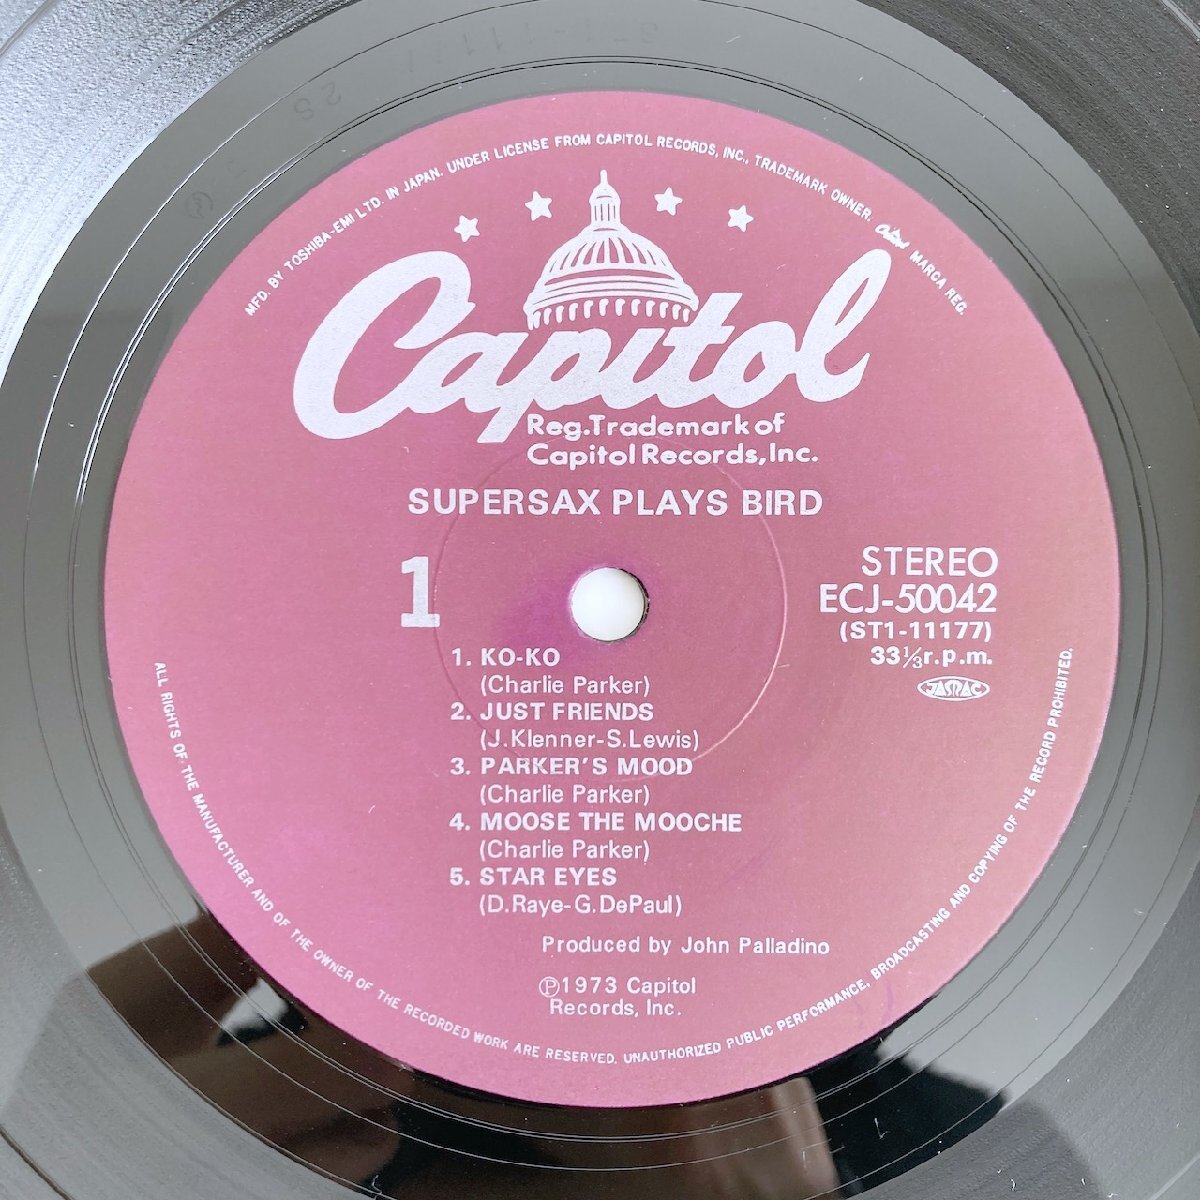 MFD. BY TOSHIBA-EMI LTD. IN JAPAN. UNDER LICENSE FROM CAPITOL RECORDS, INC., TRADEMARK OWNER. Capitol MARCA REG.
Capitol
Reg.Trademark of
Capitol Records,Inc.
SUPERSAX PLAYS BIRD
1
STEREO
ECJ-50042
(ST1-11177)
33⅓r.p.m.
JASRAC
1. KO-KO
(Charlie Parker)
2. JUST FRIENDS
(J.Klenner-S.Lewis)
3. PARKER'S MOOD
(Charlie Parker)
4. MOOSE THE MOOCHE
(Charlie Parker)
5. STAR EYES
(D.Raye-G.DePaul)
Produced by John Palladino
℗1973 Capitol
Records, Inc.
ALL RIGHTS OF THE MANUFACTURER AND OF THE OWNER OF THE RECORDED WORK ARE RESERVED. UNAUTHORIZED PUBLIC PERFORMANCE, BROADCASTING AND COPYING OF THE RECORD PROHIBITED.